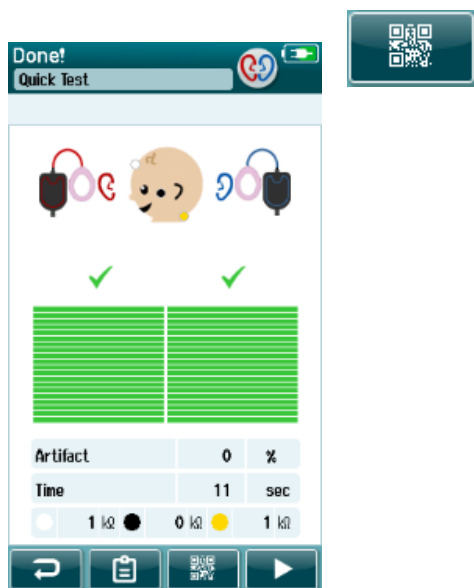 Done!
Quick Test
Artifact 0 %
Time 11 sec
1 kΩ 0 kΩ 1 kΩ